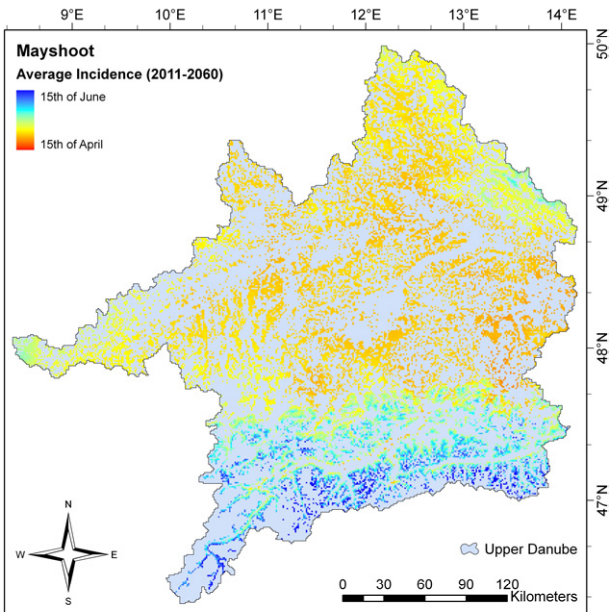 9°E 10°E 11°E 12°E 13°E 14°E
Mayshoot
Average Incidence (2011-2060)
15th of June
15th of April
50°N
49°N
48°N
47°N
N
W E
S
Upper Danube
0 30 60 90 120
Kilometers